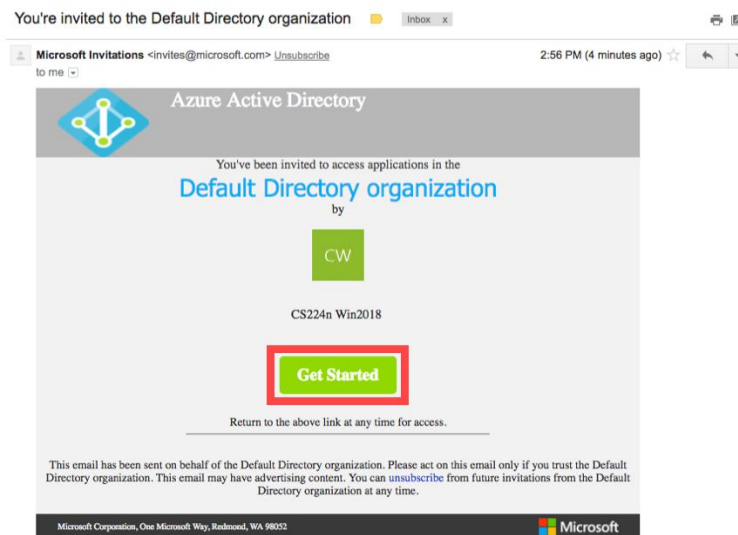 You're invited to the Default Directory organization
Inbox x
Microsoft Invitations <invites@microsoft.com> Unsubscribe
2:56 PM (4 minutes ago)
to me
Azure Active Directory
You've been invited to access applications in the
Default Directory organization
by
CW
CS224n Win2018
Get Started
Return to the above link at any time for access.
This email has been sent on behalf of the Default Directory organization. Please act on this email only if you trust the Default
Directory organization. This email may have advertising content. You can unsubscribe from future invitations from the Default
Directory organization at any time.
Microsoft Corporation, One Microsoft Way, Redmond, WA 98052
Microsoft